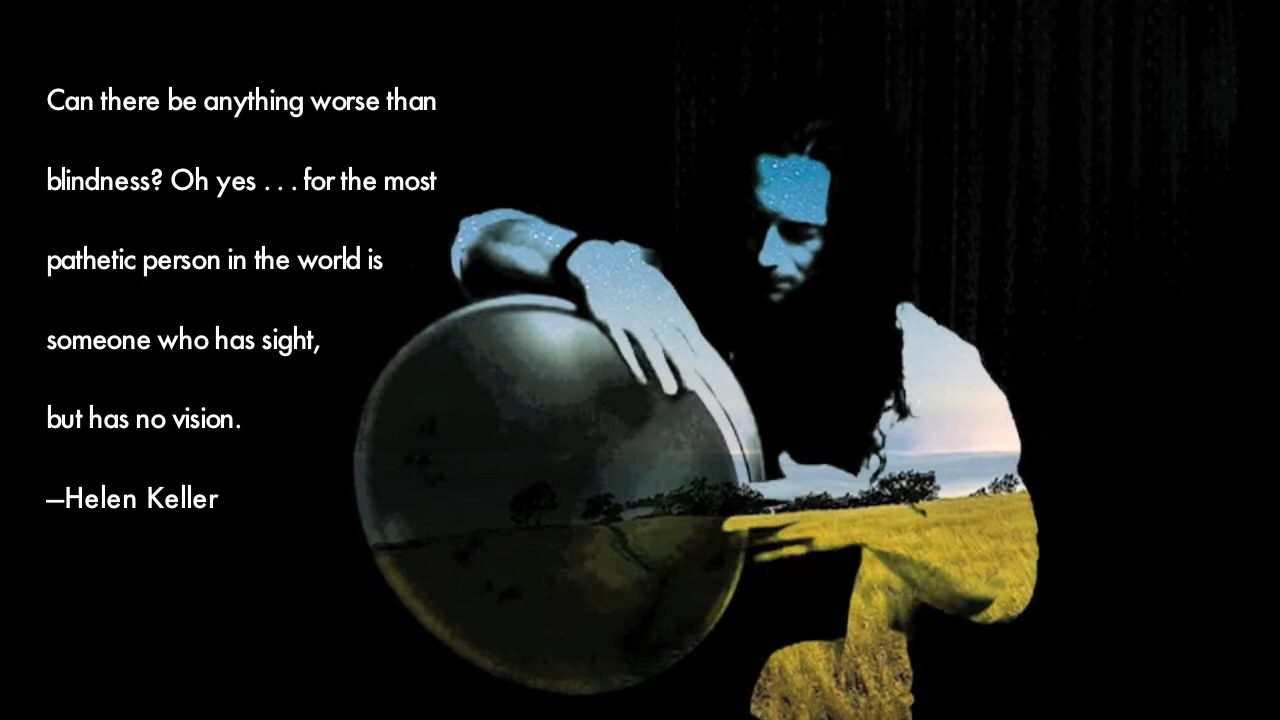 Can there be anything worse than
blindness? Oh yes . . . for the most
pathetic person in the world is
someone who has sight,
but has no vision.
—Helen Keller